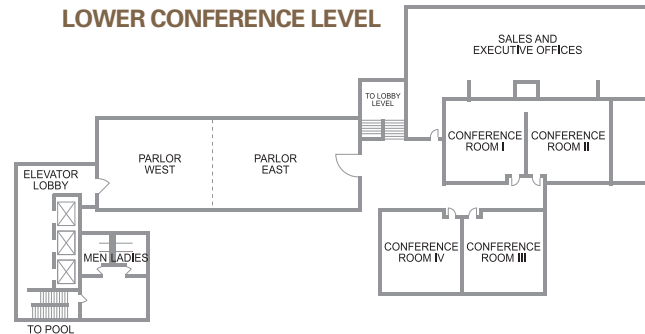 LOWER CONFERENCE LEVEL
SALES AND
EXECUTIVE OFFICES
TO LOBBY
LEVEL
CONFERENCE
ROOM I
CONFERENCE
ROOM II
PARLOR
WEST
PARLOR
EAST
ELEVATOR
LOBBY
MEN LADIES
CONFERENCE
ROOM IV
CONFERENCE
ROOM III
TO POOL